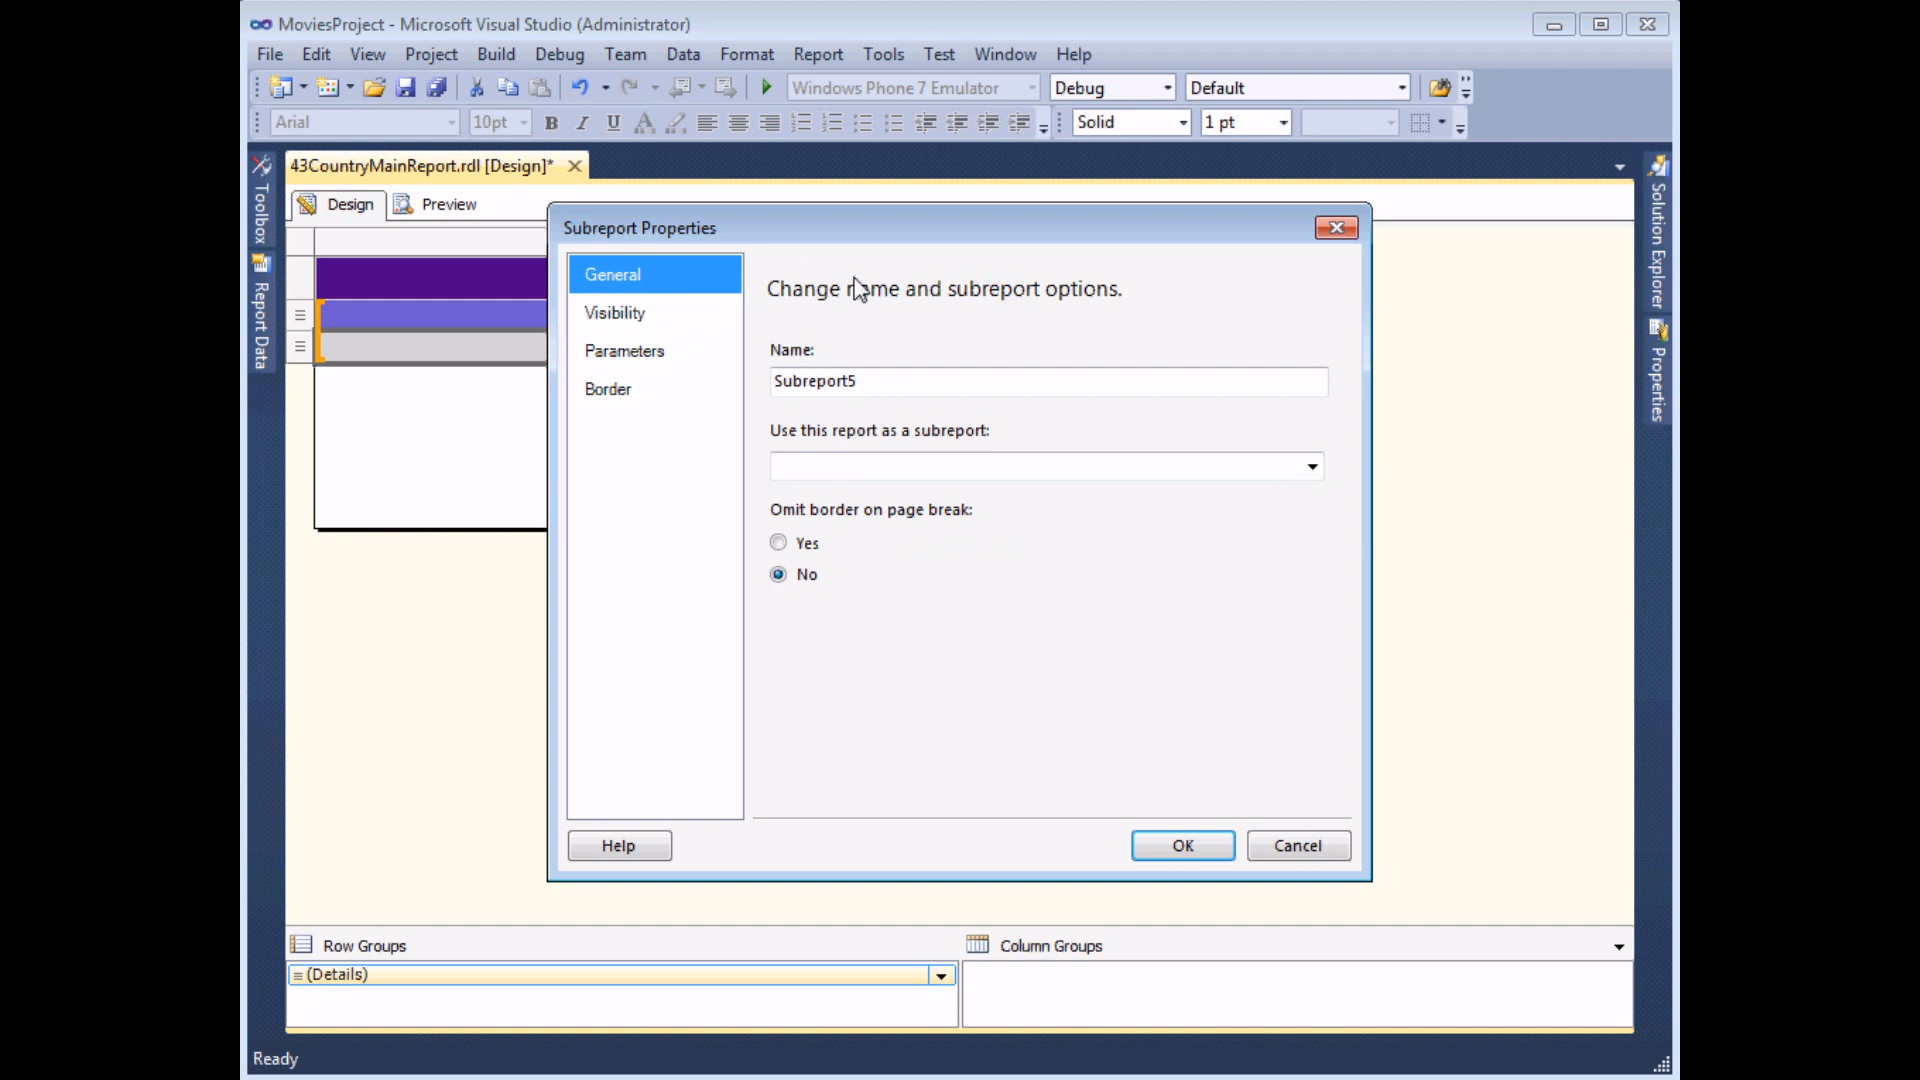 MoviesProject - Microsoft Visual Studio (Administrator)
File Edit View Project Build Debug Team Data Format Report Tools Test Window Help
Windows Phone 7 Emulator Debug Default
Arial 10pt B I U A Solid 1 pt
43CountryMainReport.rdl [Design]*
Toolbox
Report Data
Solution Explorer
Properties
Design Preview
Subreport Properties
General
Visibility
Parameters
Border
Change name and subreport options.
Name:
Subreport5
Use this report as a subreport:
Omit border on page break:
Yes
No
Help OK Cancel
Row Groups Column Groups
(Details)
Ready